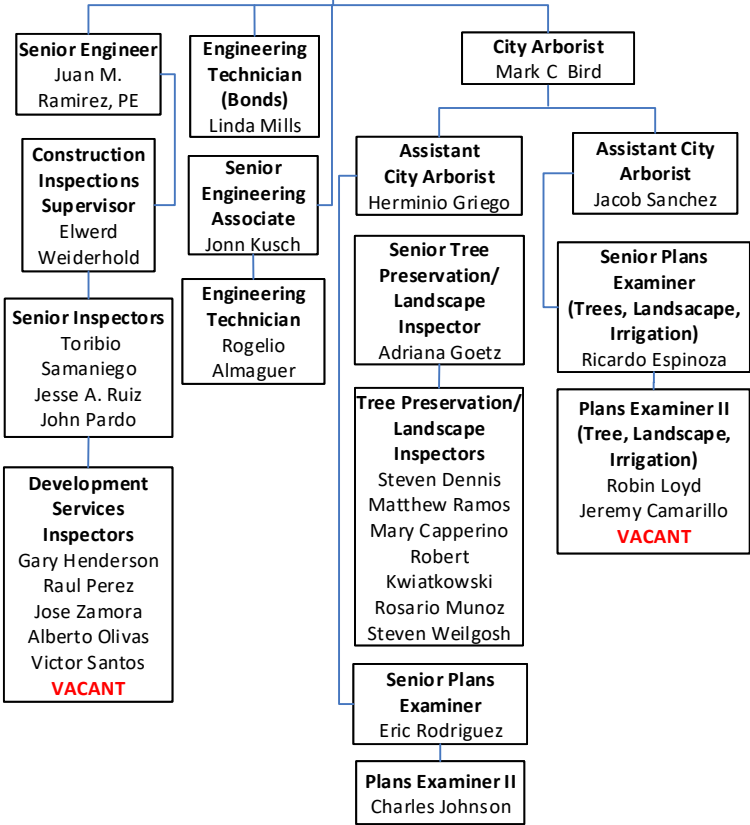 Senior Engineer
Juan M.
Ramirez, PE
Engineering
Technician
(Bonds)
Linda Mills
City Arborist
Mark C Bird
Construction
Inspections
Supervisor
Elwerd
Weiderhold
Senior
Engineering
Associate
Jonn Kusch
Assistant
City Arborist
Herminio Griego
Assistant City
Arborist
Jacob Sanchez
Senior Inspectors
Toribio
Samaniego
Jesse A. Ruiz
John Pardo
Engineering
Technician
Rogelio
Almaguer
Senior Tree
Preservation/
Landscape
Inspector
Adriana Goetz
Senior Plans
Examiner
(Trees, Landsacape,
Irrigation)
Ricardo Espinoza
Development
Services
Inspectors
Gary Henderson
Raul Perez
Jose Zamora
Alberto Olivas
Victor Santos
VACANT
Tree Preservation/
Landscape
Inspectors
Steven Dennis
Matthew Ramos
Mary Capperino
Robert
Kwiatkowski
Rosario Munoz
Steven Weilgosh
Plans Examiner II
(Tree, Landscape,
Irrigation)
Robin Loyd
Jeremy Camarillo
VACANT
Senior Plans
Examiner
Eric Rodriguez
Plans Examiner II
Charles Johnson